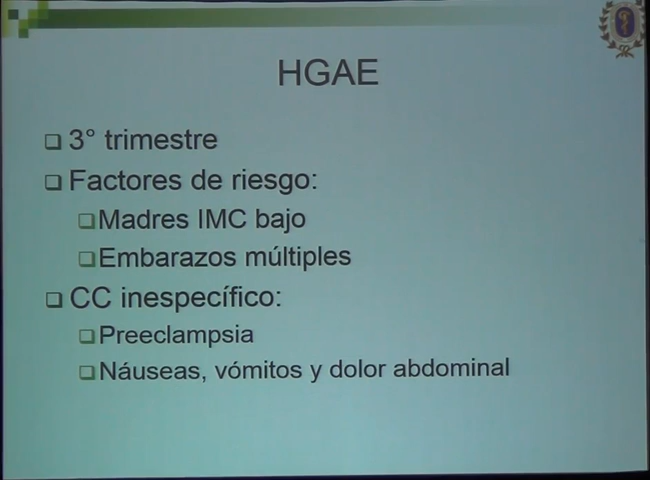 HGAE
3° trimestre
Factores de riesgo:
Madres IMC bajo
Embarazos múltiples
CC inespecífico:
Preeclampsia
Náuseas, vómitos y dolor abdominal